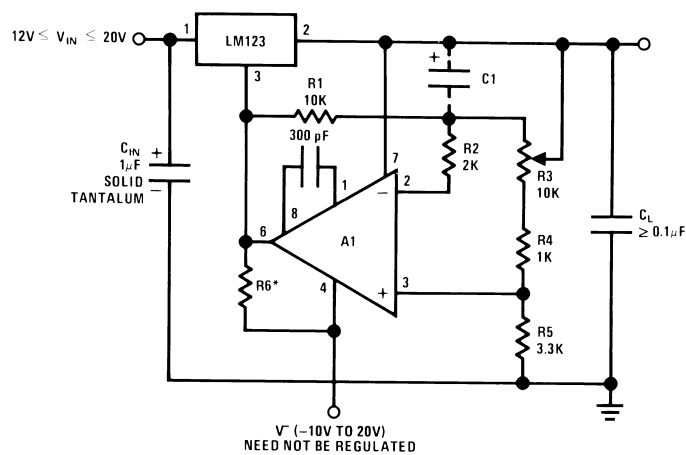 12V ≤ V_IN ≤ 20V
1
LM123
2
3
R1
10K
+
C1
300 pF
C_IN
1μF
SOLID
TANTALUM
+
−
R2
2K
R3
10K
7
1
8
2
−
6
A1
C_L
≥ 0.1μF
R4
1K
R6*
4
3
+
R5
3.3K
V⁻ (−10V TO 20V)
NEED NOT BE REGULATED